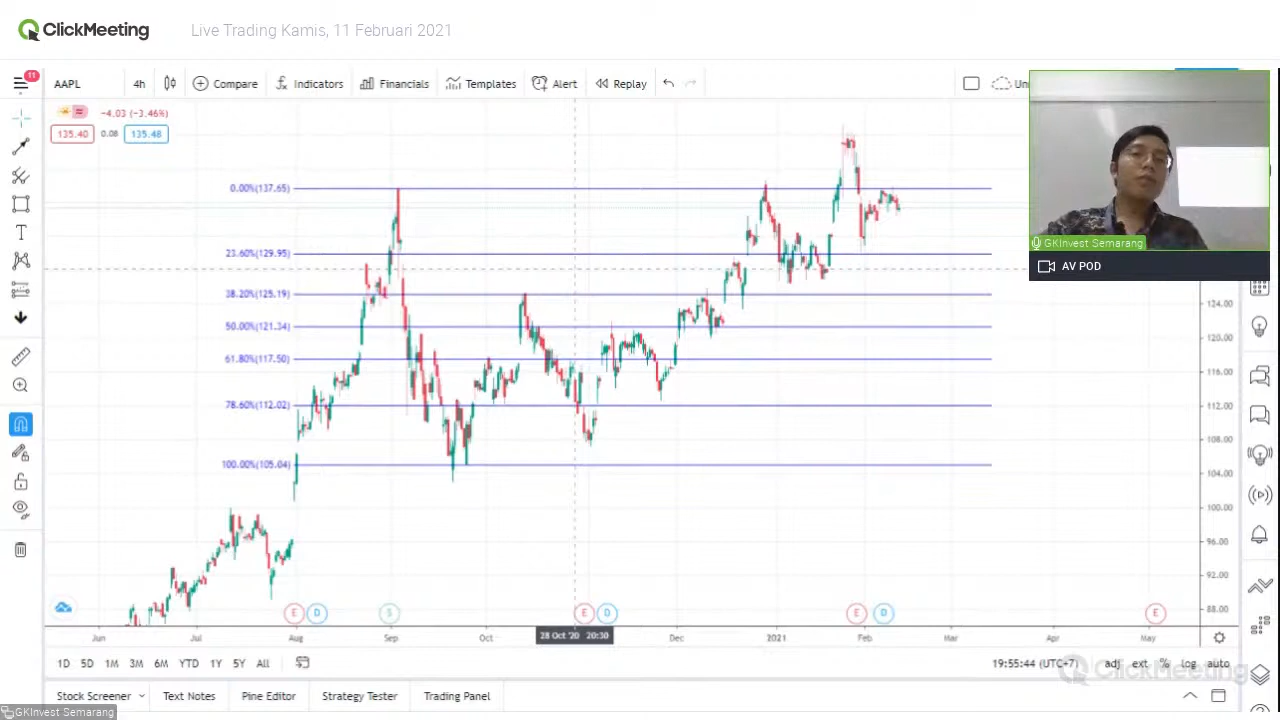 ClickMeeting
Live Trading Kamis, 11 Februari 2021
11
AAPL
4h
Compare
Indicators
Financials
Templates
Alert
Replay
Un
−4.03 (−3.46%)
135.40
0.08
135.48
0.00%(137.65)
23.60%(129.95)
38.20%(125.19)
50.00%(121.34)
61.80%(117.50)
78.60%(112.02)
100.00%(105.04)
GKInvest Semarang
AV POD
124.00
120.00
116.00
112.00
108.00
104.00
100.00
96.00
92.00
88.00
E D S E D E D E
Jun Jul Aug Sep Oct 28 Oct '20 20:30 Dec 2021 Feb Mar Apr May
1D 5D 1M 3M 6M YTD 1Y 5Y All
19:55:44 (UTC+7)
adj ext % log auto
ClickMeeting
Stock Screener
Text Notes
Pine Editor
Strategy Tester
Trading Panel
GKInvest Semarang